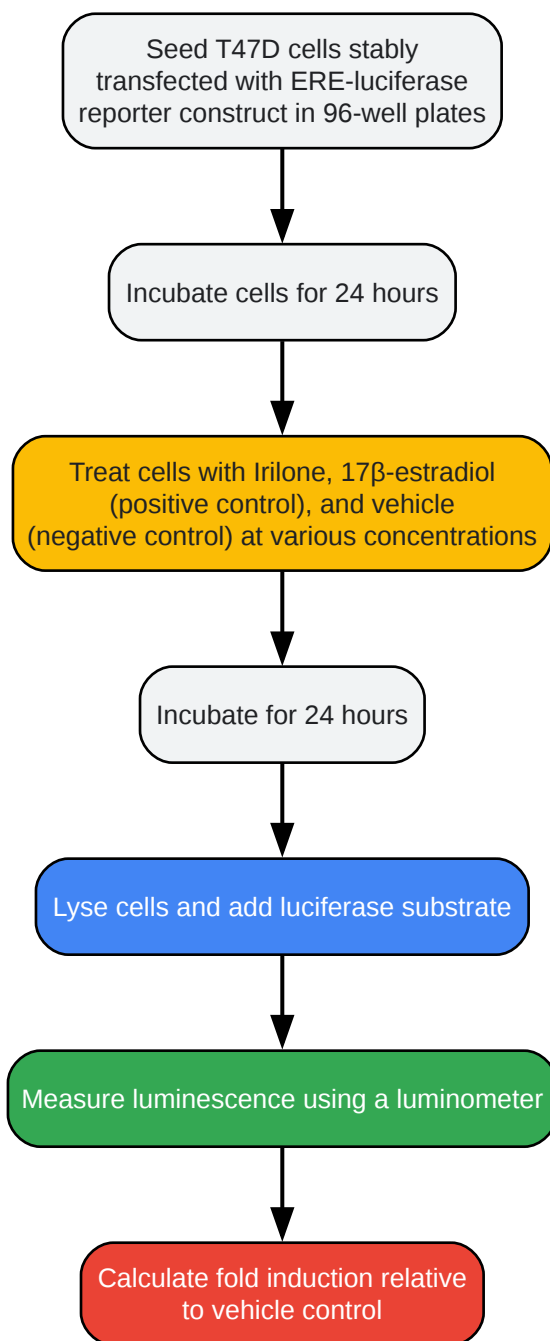 Seed T47D cells stably
transfected with ERE-luciferase
reporter construct in 96-well plates
Incubate cells for 24 hours
Treat cells with Irilone, 17β-estradiol
(positive control), and vehicle
(negative control) at various concentrations
Incubate for 24 hours
Lyse cells and add luciferase substrate
Measure luminescence using a luminometer
Calculate fold induction relative
to vehicle control